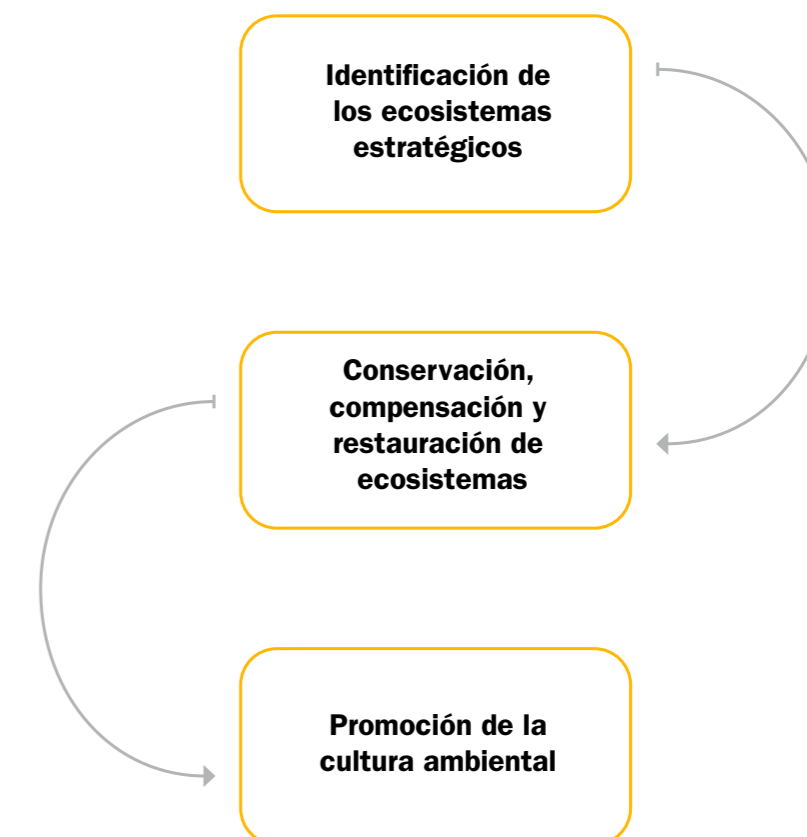 Identificación de
los ecosistemas
estratégicos
Conservación,
compensación y
restauración de
ecosistemas
Promoción de la
cultura ambiental